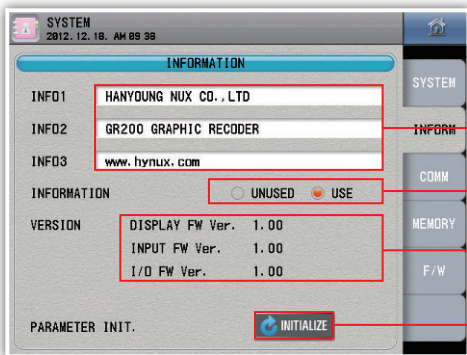 SYSTEM
2012. 12. 18. AM 09 38
INFORMATION
INFO1 HANYOUNG NUX CO.,LTD
INFO2 GR200 GRAPHIC RECODER
INFO3 www.hynux.com
INFORMATION UNUSED USE
VERSION DISPLAY FW Ver. 1.00
INPUT FW Ver. 1.00
I/O FW Ver. 1.00
PARAMETER INIT. INITIALIZE
SYSTEM
INFORM
COMM
MEMORY
F/W